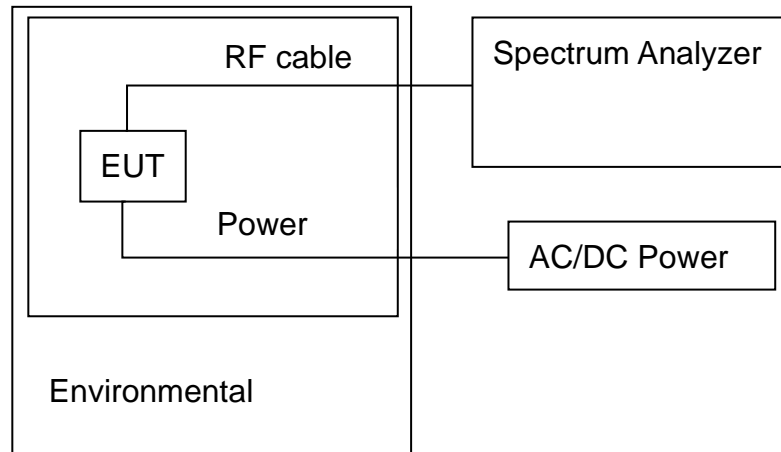 RF cable
Spectrum Analyzer
EUT
Power
AC/DC Power
Environmental